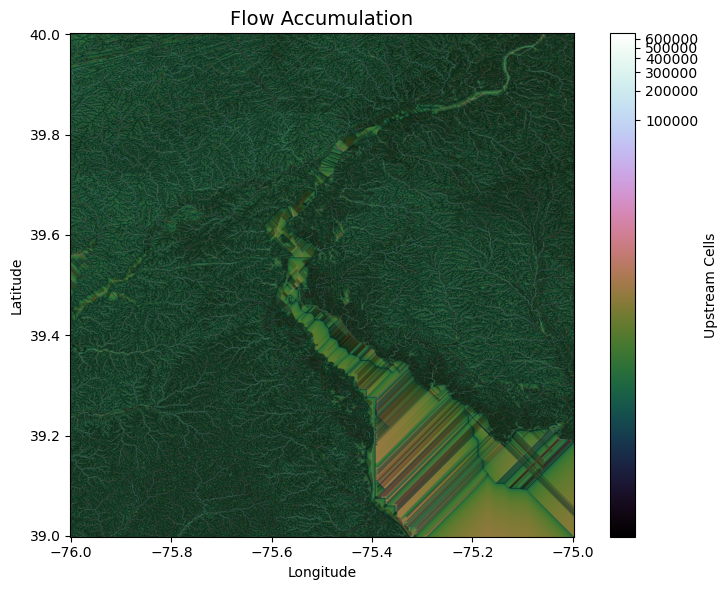 Flow Accumulation
40.0
39.8
39.6
39.4
39.2
39.0
Latitude
−76.0 −75.8 −75.6 −75.4 −75.2 −75.0
Longitude
600000
500000
400000
300000
200000
100000
Upstream Cells